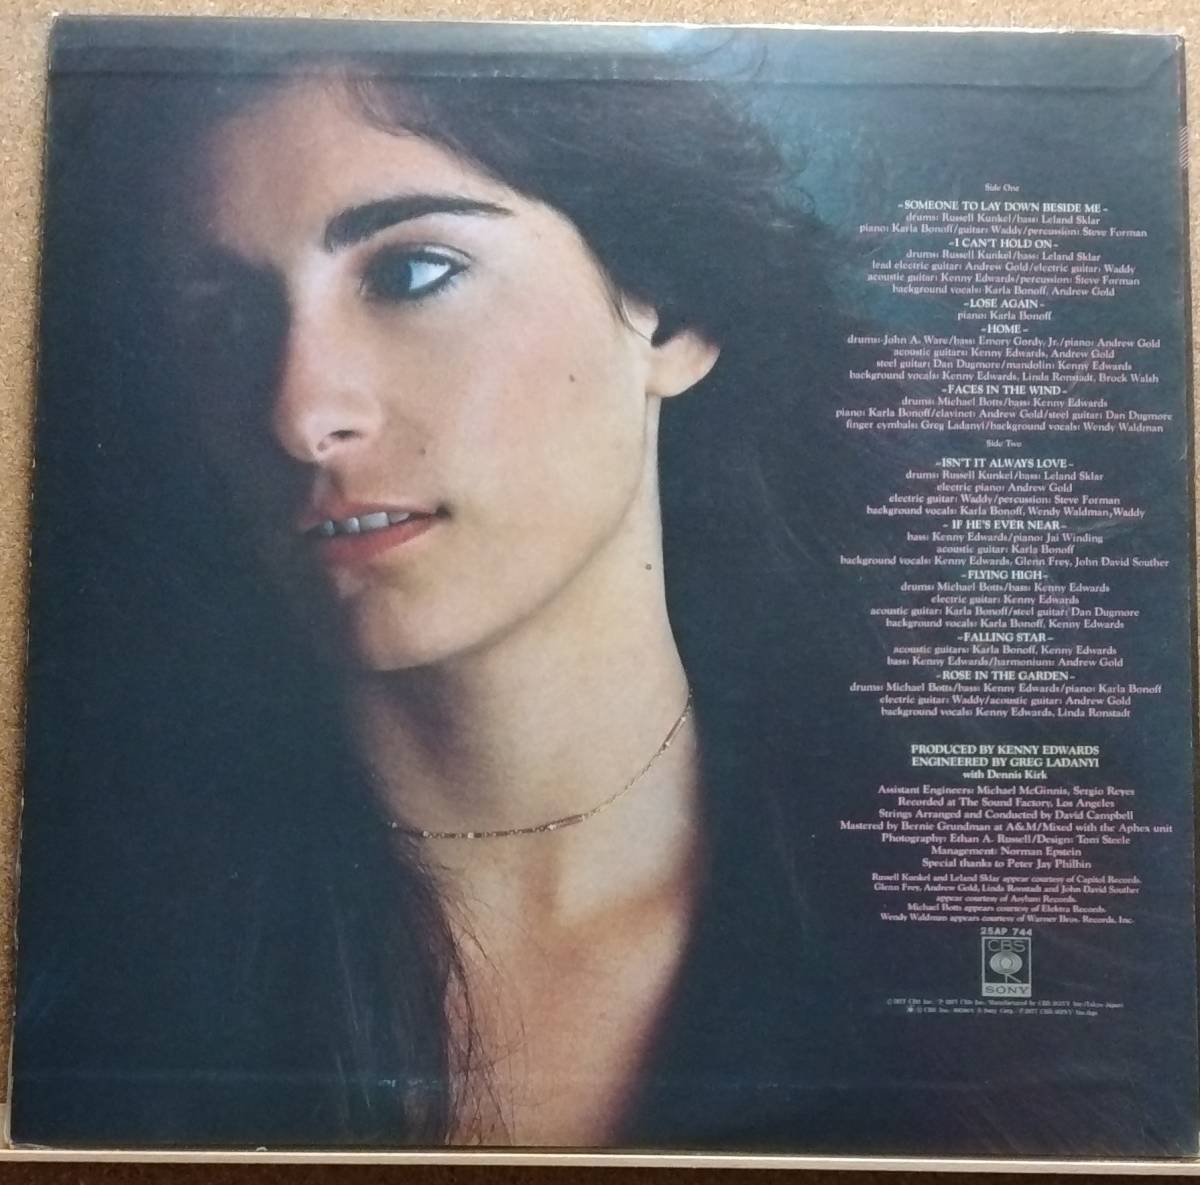 Side One
-SOMEONE TO LAY DOWN BESIDE ME-
drums: Russell Kunkel/bass: Leland Sklar
piano: Karla Bonoff/guitar: Waddy/percussion: Steve Forman
-I CAN'T HOLD ON-
drums: Russell Kunkel/bass: Leland Sklar
lead electric guitar: Andrew Gold/electric guitar: Waddy
acoustic guitar: Kenny Edwards/percussion: Steve Forman
background vocals: Karla Bonoff, Andrew Gold
-LOSE AGAIN-
piano: Karla Bonoff
-HOME-
drums: John A. Ware/bass: Emory Gordy, Jr./piano: Andrew Gold
acoustic guitars: Kenny Edwards, Andrew Gold
steel guitar: Dan Dugmore/mandolin: Kenny Edwards
background vocals: Kenny Edwards, Linda Ronstadt, Brock Walsh
-FACES IN THE WIND-
drums: Michael Botts/bass: Kenny Edwards
piano: Karla Bonoff/clavinet: Andrew Gold/steel guitar: Dan Dugmore
finger cymbals: Greg Ladanyi/background vocals: Wendy Waldman
Side Two
-ISN'T IT ALWAYS LOVE-
drums: Russell Kunkel/bass: Leland Sklar
electric piano: Andrew Gold
electric guitar: Waddy/percussion: Steve Forman
background vocals: Karla Bonoff, Wendy Waldman, Waddy
- IF HE'S EVER NEAR-
bass: Kenny Edwards/piano: Jai Winding
acoustic guitar: Karla Bonoff
background vocals: Kenny Edwards, Glenn Frey, John David Souther
-FLYING HIGH-
drums: Michael Botts/bass: Kenny Edwards
electric guitar: Kenny Edwards
acoustic guitar: Karla Bonoff/steel guitar: Dan Dugmore
background vocals: Karla Bonoff, Kenny Edwards
-FALLING STAR-
acoustic guitars: Karla Bonoff, Kenny Edwards
bass: Kenny Edwards/harmonium: Andrew Gold
-ROSE IN THE GARDEN-
drums: Michael Botts/bass: Kenny Edwards/piano: Karla Bonoff
electric guitar: Waddy/acoustic guitar: Andrew Gold
background vocals: Kenny Edwards, Linda Ronstadt
PRODUCED BY KENNY EDWARDS
ENGINEERED BY GREG LADANYI
with Dennis Kirk
Assistant Engineers: Michael McGinnis, Sergio Reyes
Recorded at The Sound Factory, Los Angeles
Strings Arranged and Conducted by David Campbell
Mastered by Bernie Grundman at A&M/Mixed with the Aphex unit
Photography: Ethan A. Russell/Design: Tom Steele
Management: Norman Epstein
Special thanks to Peter Jay Philbin
Russell Kunkel and Leland Sklar appear courtesy of Capitol Records.
Glenn Frey, Andrew Gold, Linda Ronstadt and John David Souther
appear courtesy of Asylum Records.
Michael Botts appears courtesy of Elektra Records.
Wendy Waldman appears courtesy of Warner Bros. Records, Inc.
25AP 744
CBS
SONY
© 1977 CBS Inc. ℗ 1977 CBS Inc. Manufactured by CBS/SONY Inc./Tokyo Japan